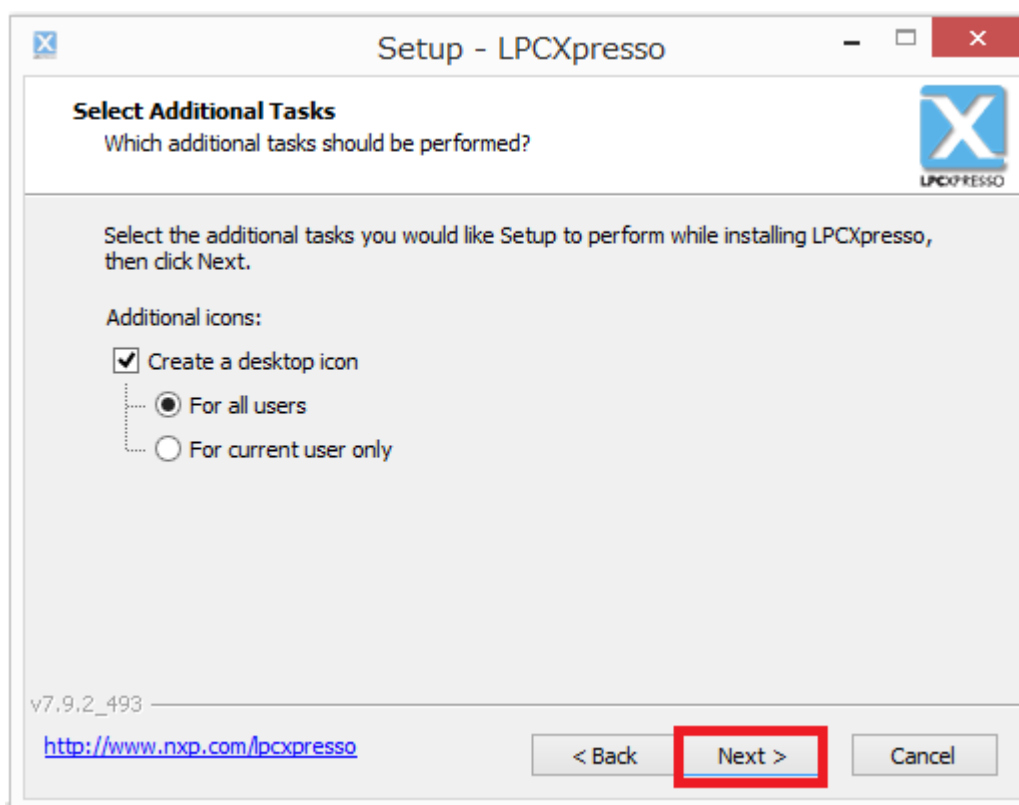 Setup - LPCXpresso
Select Additional Tasks
Which additional tasks should be performed?
LPCXPRESSO
Select the additional tasks you would like Setup to perform while installing LPCXpresso,
then click Next.
Additional icons:
Create a desktop icon
For all users
For current user only
v7.9.2_493
http://www.nxp.com/lpcxpresso
< Back Next > Cancel